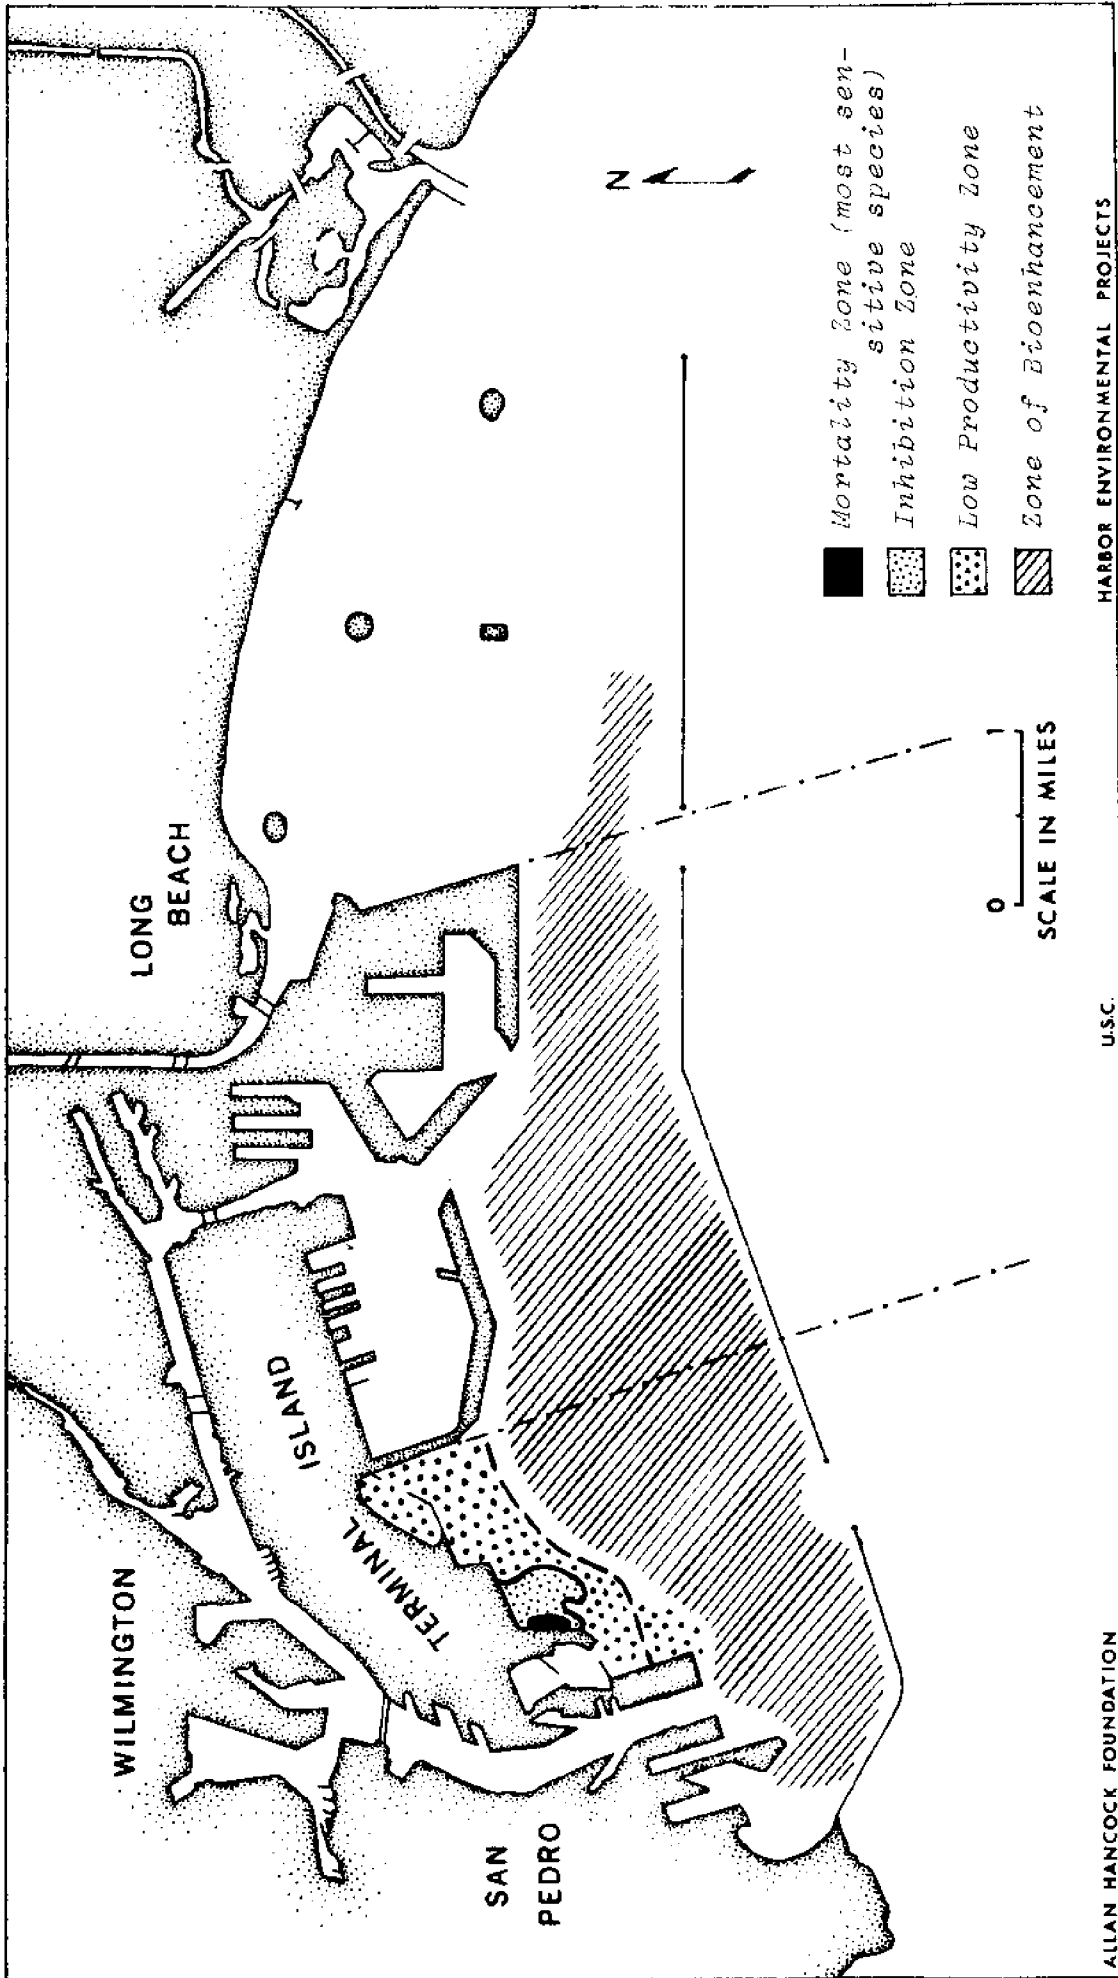 WILMINGTON
LONG
BEACH
TERMINAL
ISLAND
SAN
PEDRO
N
Mortality Zone (most sen-
sitive species)
Inhibition Zone
Low Productivity Zone
Zone of Bioenhancement
0 1
SCALE IN MILES
ALLAN HANCOCK FOUNDATION
U.S.C.
HARBOR ENVIRONMENTAL PROJECTS